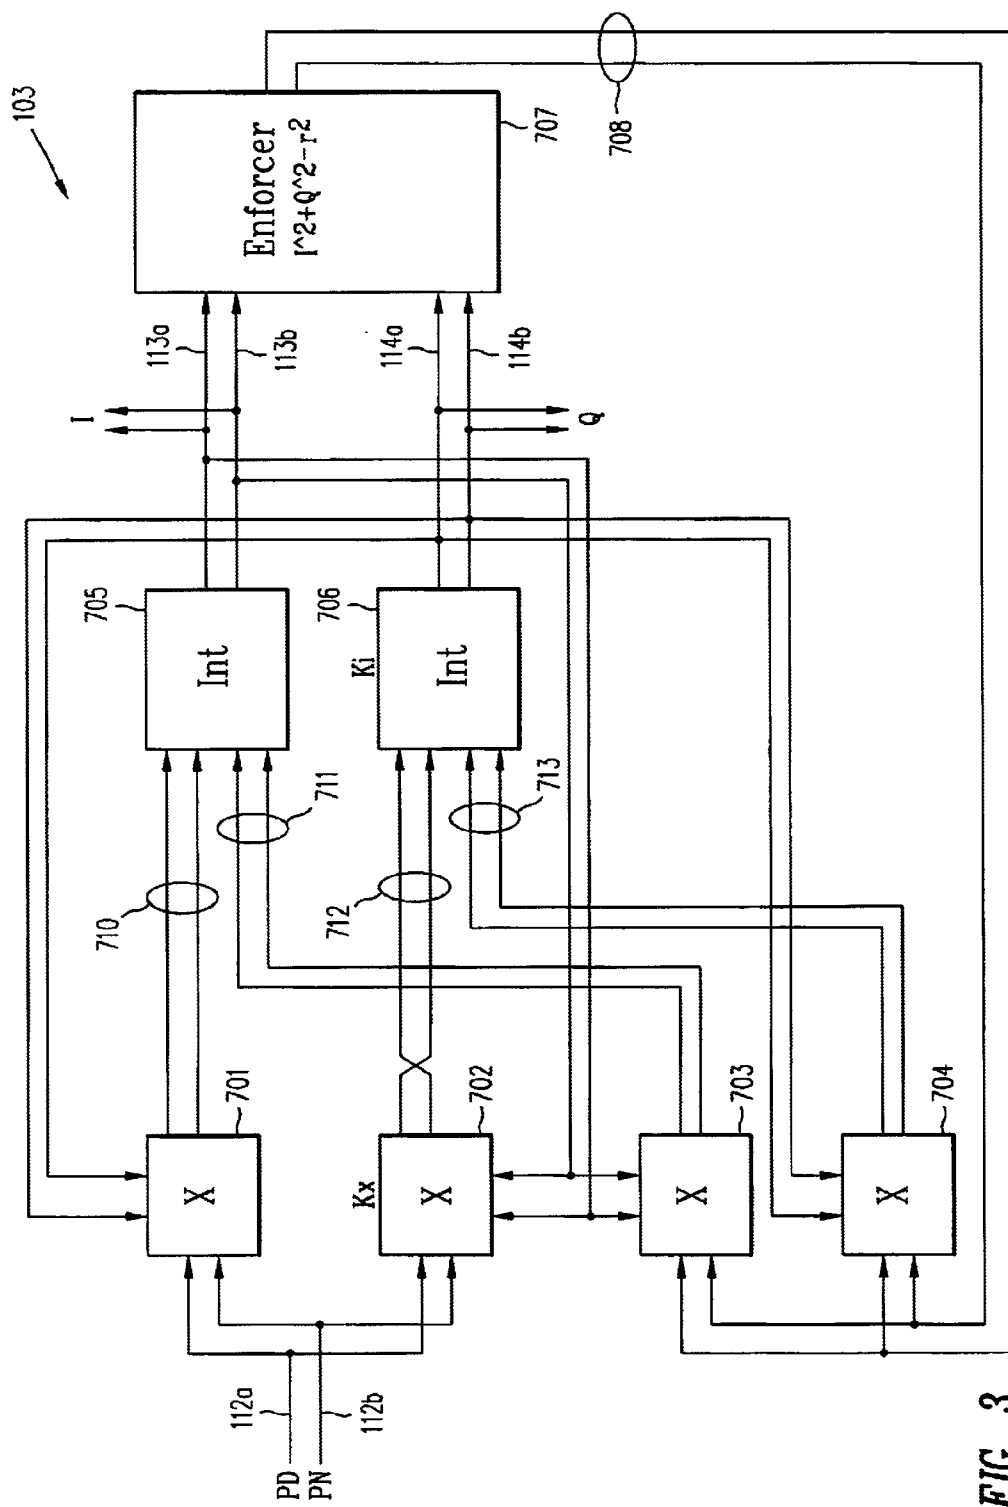 103
708
Enforcer
I^2+Q^2-r2
707
113a
113b
114a
114b
I
Q
705
Int
706
Ki
Int
711
713
710
712
701
X
702
Kx
X
703
X
704
X
112a
112b
PD
PN
FIG. 3